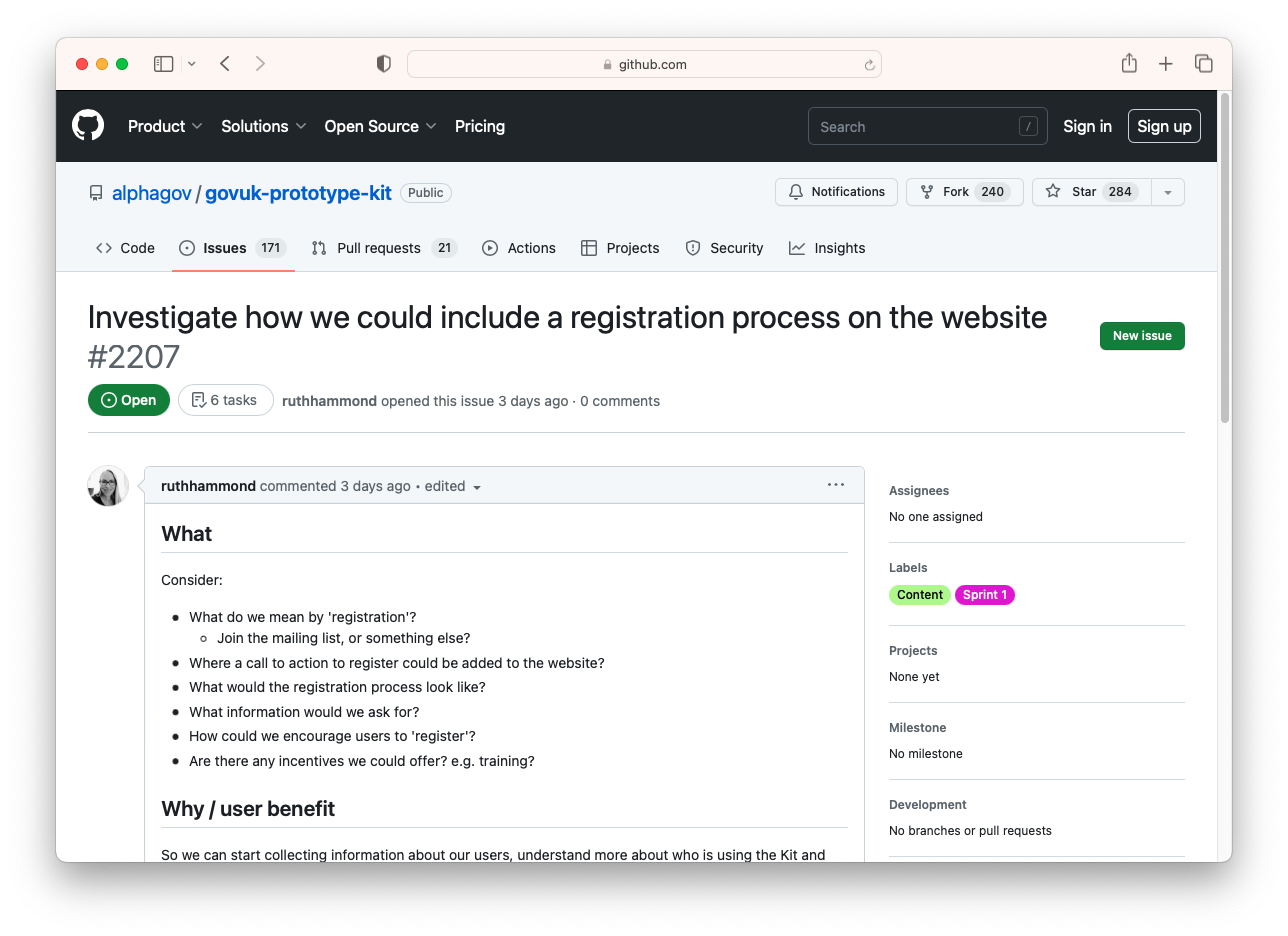 github.com
Product
Solutions
Open Source
Pricing
Search /
Sign in
Sign up
alphagov / govuk-prototype-kit Public
Notifications
Fork 240
Star 284
Code
Issues 171
Pull requests 21
Actions
Projects
Security
Insights
Investigate how we could include a registration process on the website
#2207
New issue
Open
6 tasks
ruthhammond opened this issue 3 days ago · 0 comments
ruthhammond commented 3 days ago • edited
What
Consider:
What do we mean by 'registration'?
Join the mailing list, or something else?
Where a call to action to register could be added to the website?
What would the registration process look like?
What information would we ask for?
How could we encourage users to 'register'?
Are there any incentives we could offer? e.g. training?
Why / user benefit
So we can start collecting information about our users, understand more about who is using the Kit and
Assignees
No one assigned
Labels
Content
Sprint 1
Projects
None yet
Milestone
No milestone
Development
No branches or pull requests